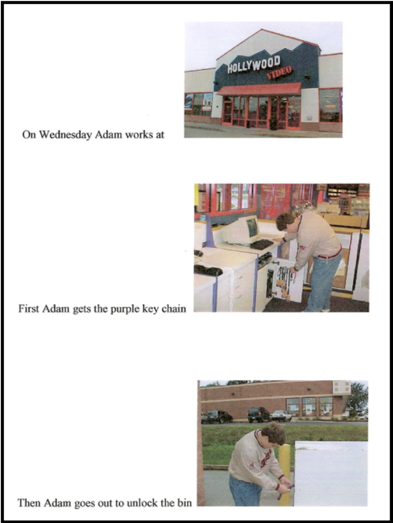 HOLLYWOOD
VIDEO
On Wednesday Adam works at
First Adam gets the purple key chain
Then Adam goes out to unlock the bin